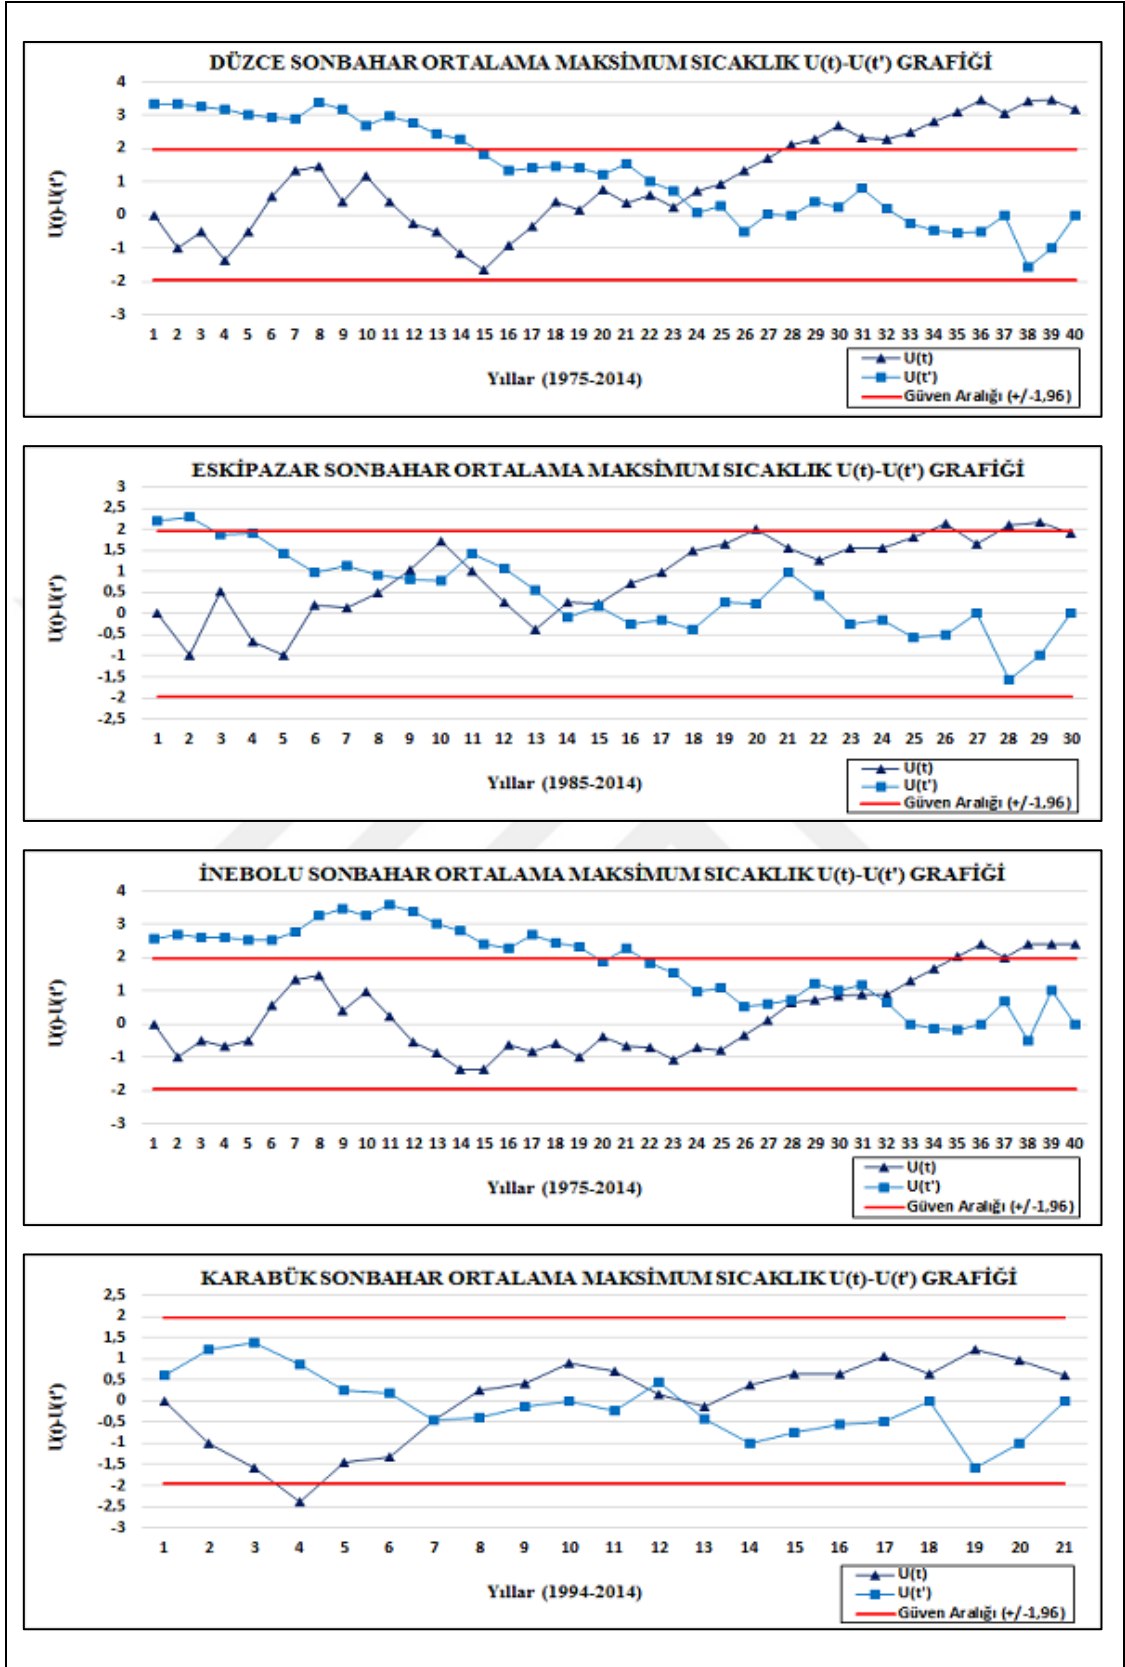 DÜZCE SONBAHAR ORTALAMA MAKSİMUM SICAKLIK U(t)-U(t') GRAFİĞİ
4
3
2
1
0
-1
-2
-3
U(t)-U(t')
1 2 3 4 5 6 7 8 9 10 11 12 13 14 15 16 17 18 19 20 21 22 23 24 25 26 27 28 29 30 31 32 33 34 35 36 37 38 39 40
Yıllar (1975-2014)
U(t)
U(t')
Güven Aralığı (+/-1,96)
ESKİPAZAR SONBAHAR ORTALAMA MAKSİMUM SICAKLIK U(t)-U(t') GRAFİĞİ
3
2,5
2
1,5
1
0,5
0
-0,5
-1
-1,5
-2
-2,5
U(t)-U(t')
1 2 3 4 5 6 7 8 9 10 11 12 13 14 15 16 17 18 19 20 21 22 23 24 25 26 27 28 29 30
Yıllar (1985-2014)
U(t)
U(t')
Güven Aralığı (+/-1,96)
İNEBOLU SONBAHAR ORTALAMA MAKSİMUM SICAKLIK U(t)-U(t') GRAFİĞİ
4
3
2
1
0
-1
-2
-3
U(t)-U(t')
1 2 3 4 5 6 7 8 9 10 11 12 13 14 15 16 17 18 19 20 21 22 23 24 25 26 27 28 29 30 31 32 33 34 35 36 37 38 39 40
Yıllar (1975-2014)
U(t)
U(t')
Güven Aralığı (+/-1,96)
KARABÜK SONBAHAR ORTALAMA MAKSİMUM SICAKLIK U(t)-U(t') GRAFİĞİ
2,5
2
1,5
1
0,5
0
-0,5
-1
-1,5
-2
-2,5
-3
U(t)-U(t')
1 2 3 4 5 6 7 8 9 10 11 12 13 14 15 16 17 18 19 20 21
Yıllar (1994-2014)
U(t)
U(t')
Güven Aralığı (+/-1,96)